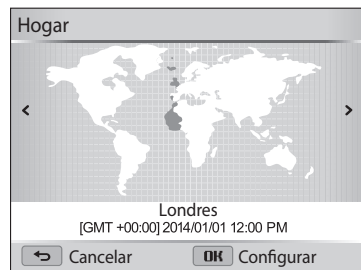 Hogar
Londres
[GMT +00:00] 2014/01/01 12:00 PM
Cancelar OK Configurar